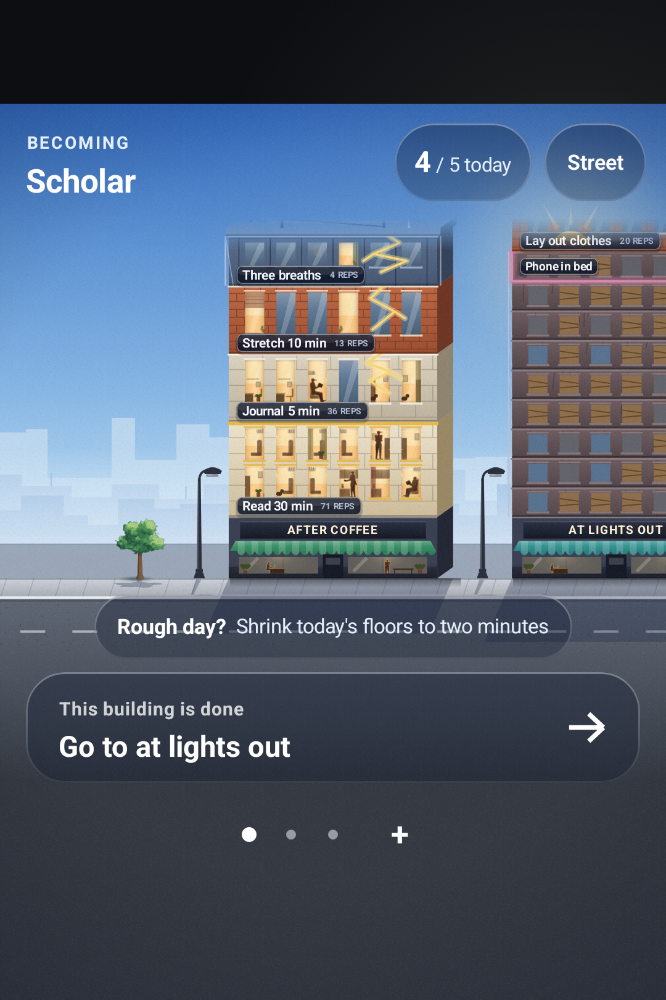 BECOMING
Scholar
4 / 5 today
Street
Three breaths 4 REPS
Stretch 10 min 13 REPS
Journal 5 min 36 REPS
Read 30 min 71 REPS
AFTER COFFEE
Lay out clothes 20 REPS
Phone in bed
AT LIGHTS OUT
Rough day? Shrink today's floors to two minutes
This building is done
Go to at lights out